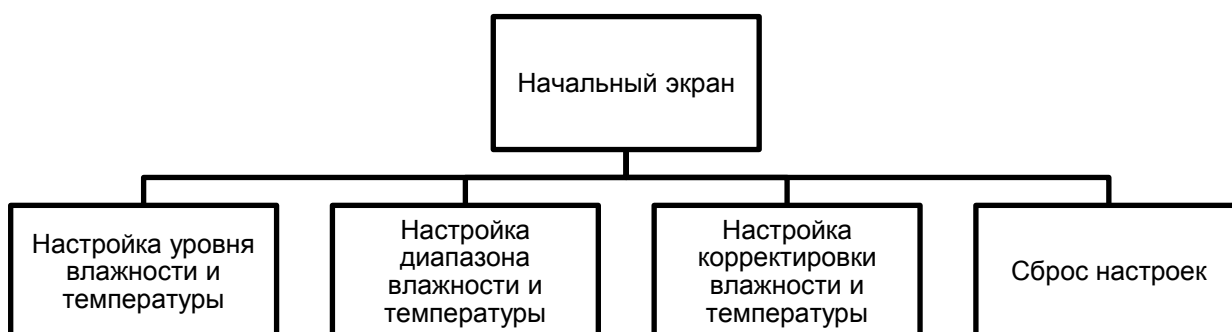 Начальный экран
Настройка уровня
влажности и
температуры
Настройка
диапазона
влажности и
температуры
Настройка
корректировки
влажности и
температуры
Сброс настроек